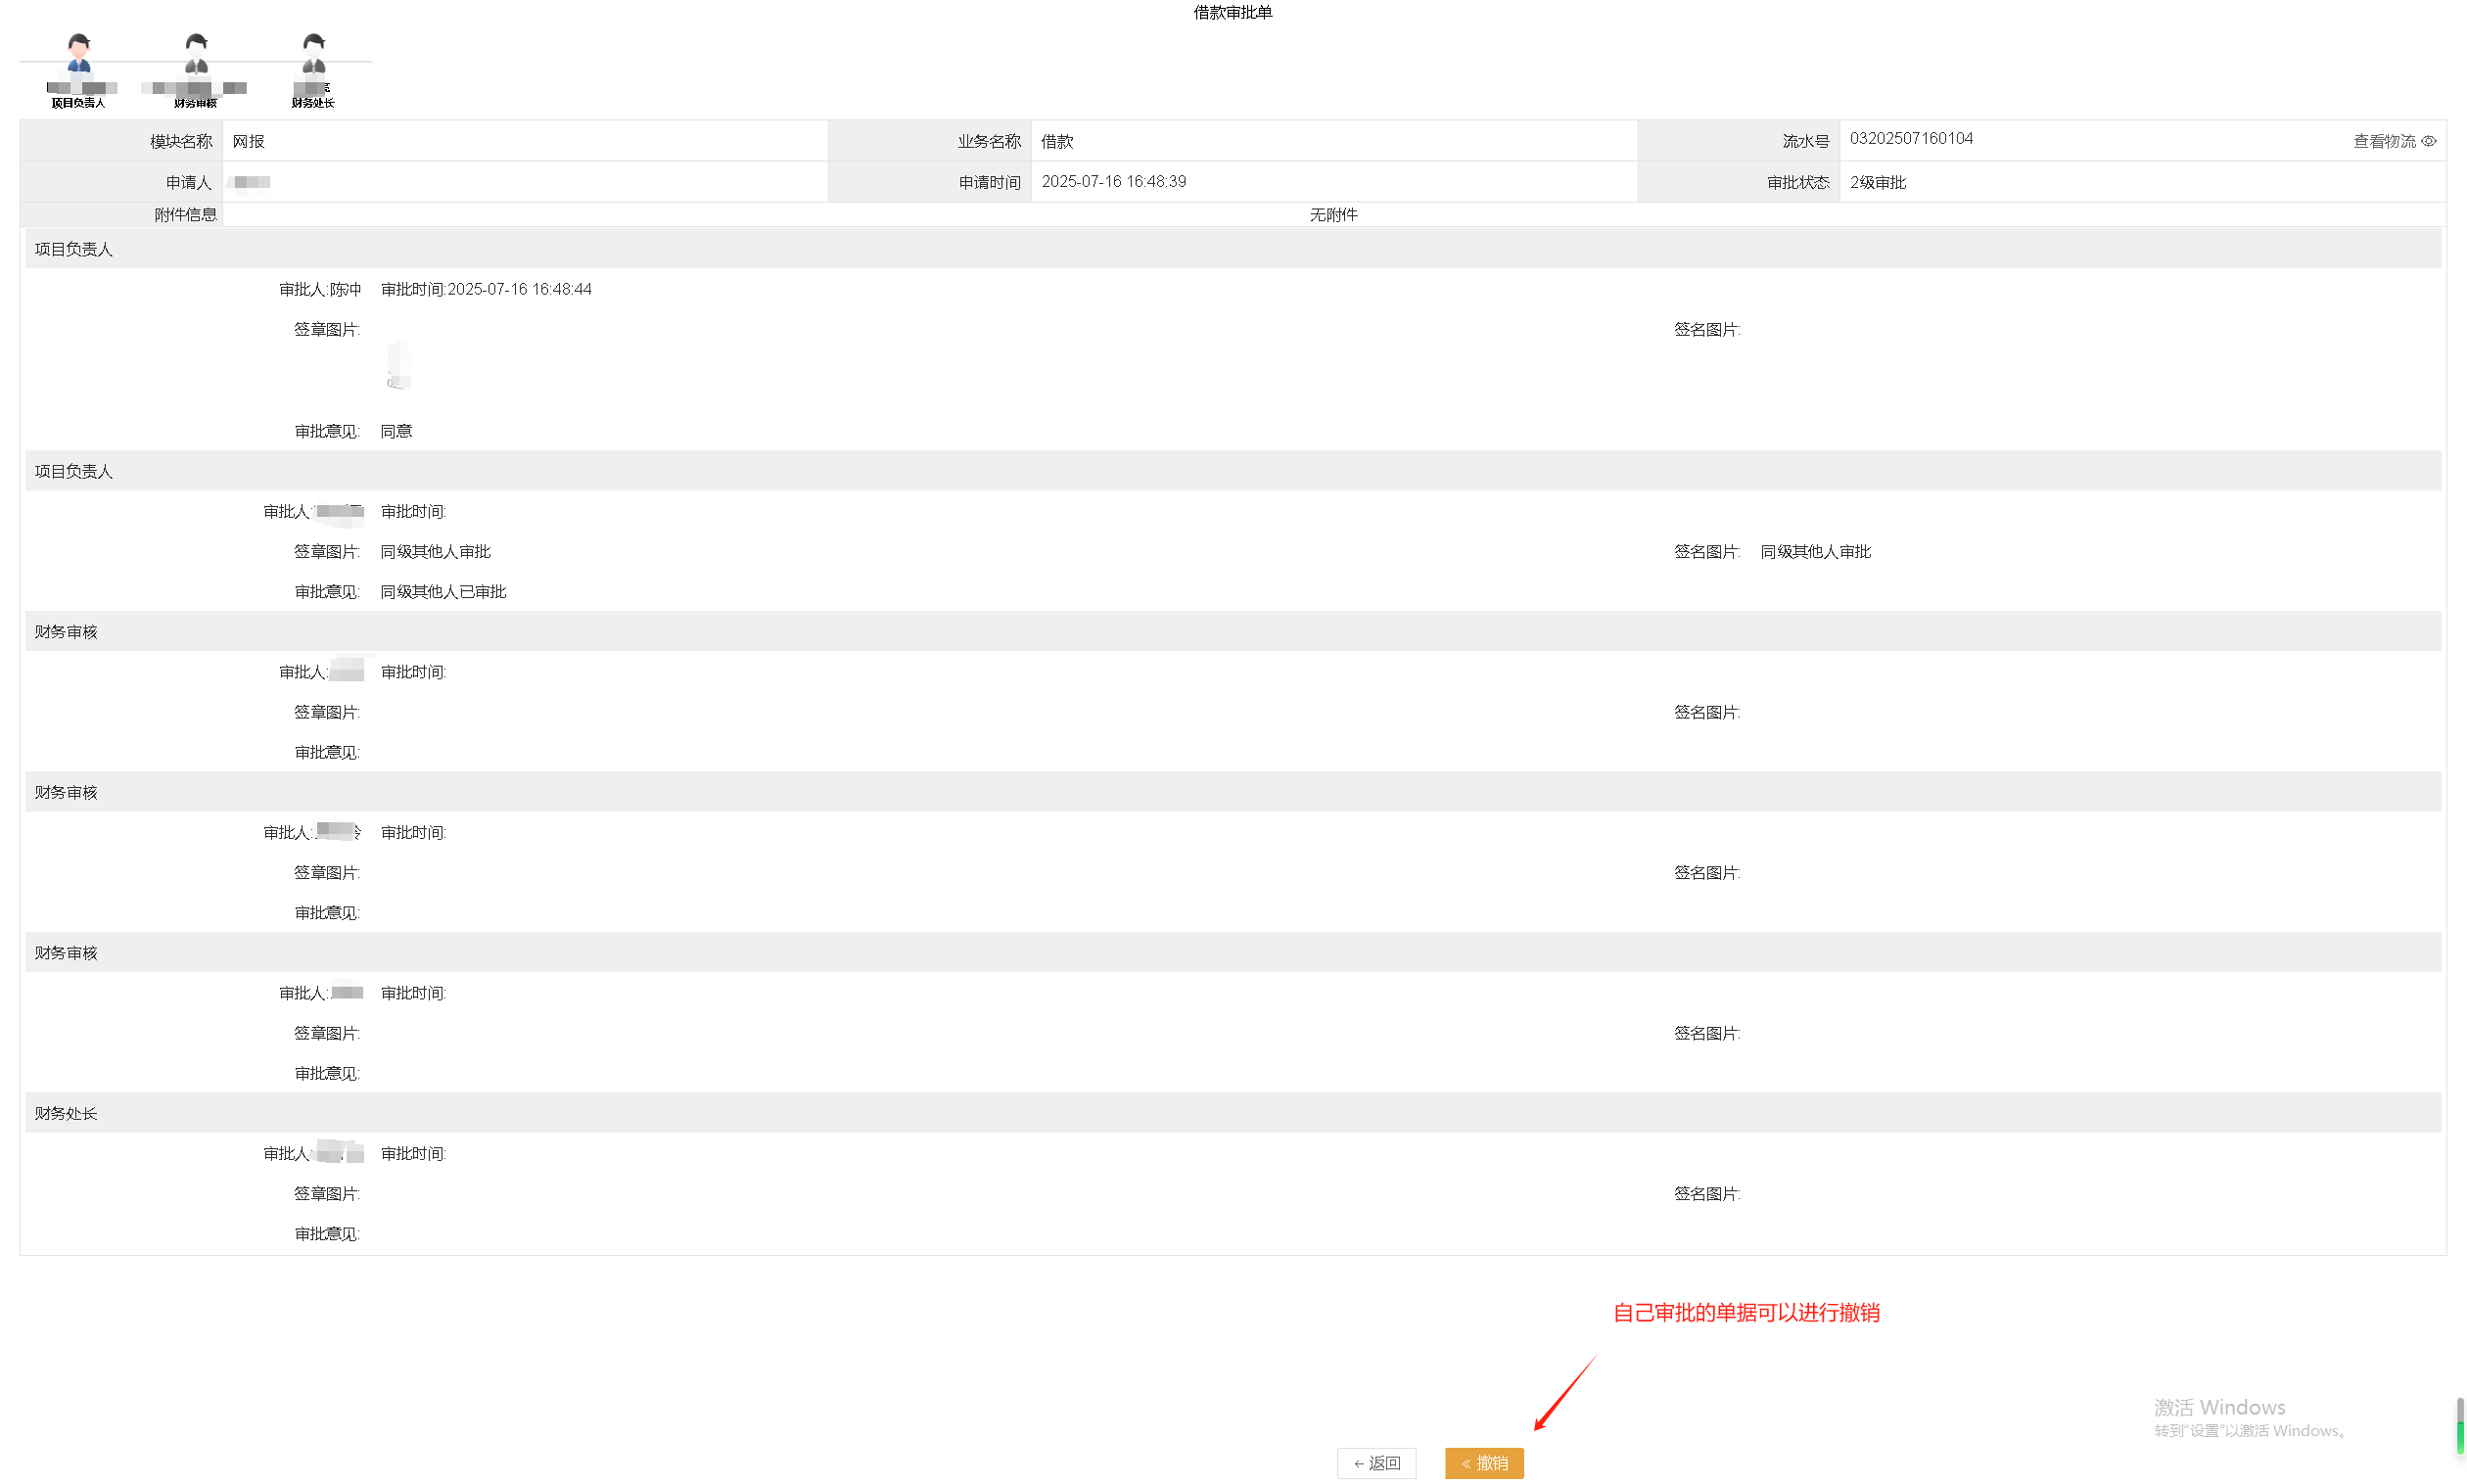 借款审批单
项目负责人 财务审核 财务处长
模块名称 网报 业务名称 借款 流水号 03202507160104 查看物流
申请人 申请时间 2025-07-16 16:48:39 审批状态 2级审批
附件信息 无附件
项目负责人
审批人:陈冲 审批时间:2025-07-16 16:48:44
签章图片: 签名图片:
审批意见: 同意
项目负责人
审批人: 审批时间:
签章图片: 同级其他人审批 签名图片: 同级其他人审批
审批意见: 同级其他人已审批
财务审核
审批人: 审批时间:
签章图片: 签名图片:
审批意见:
财务审核
审批人: 审批时间:
签章图片: 签名图片:
审批意见:
财务审核
审批人: 审批时间:
签章图片: 签名图片:
审批意见:
财务处长
审批人: 审批时间:
签章图片: 签名图片:
审批意见:
自己审批的单据可以进行撤销
激活 Windows
转到“设置”以激活 Windows。
返回 撤销